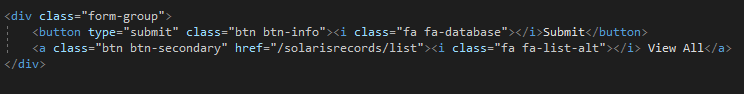 <div class="form-group">
<button type="submit" class="btn btn-info"><i class="fa fa-database"></i>Submit</button>
<a class="btn btn-secondary" href="/solarisrecords/list"><i class="fa fa-list-alt"></i> View All</a>
</div>